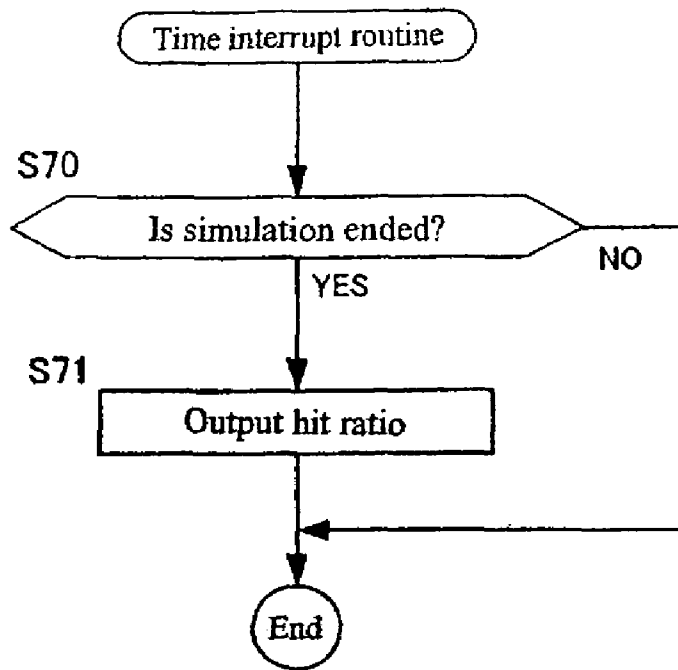 Time interrupt routine
S70
Is simulation ended?
NO
YES
S71
Output hit ratio
End